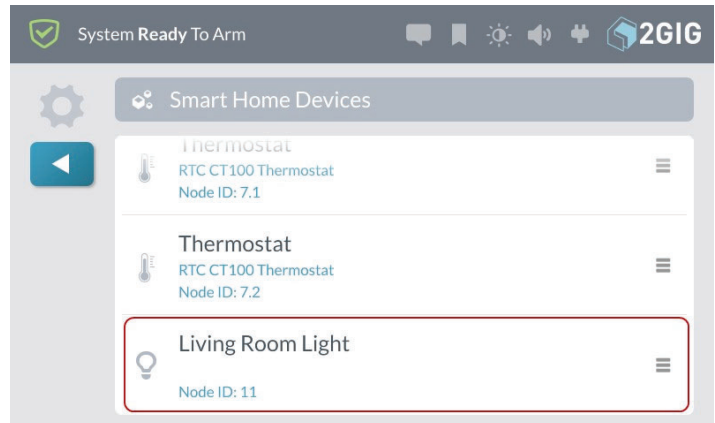 System Ready To Arm
2GIG
Smart Home Devices
Thermostat
RTC CT100 Thermostat
Node ID: 7.1
Thermostat
RTC CT100 Thermostat
Node ID: 7.2
Living Room Light
Node ID: 11